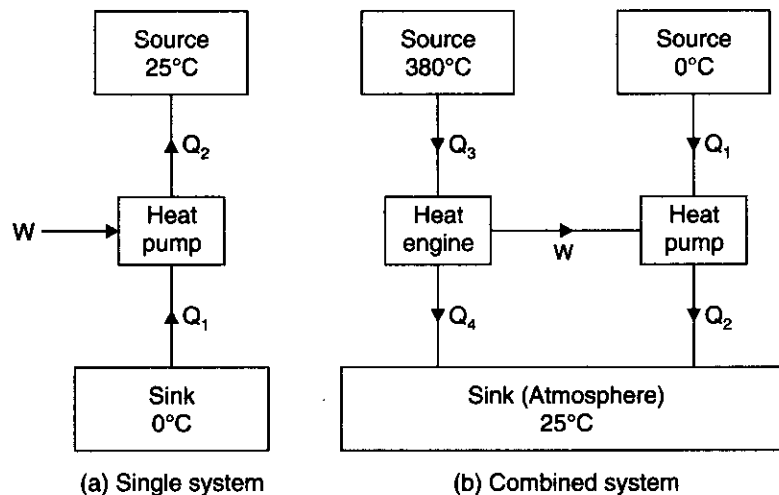 Source
25°C
Q₂
W
Heat
pump
Q₁
Sink
0°C
(a) Single system
Source
380°C
Source
0°C
Q₃
Q₁
Heat
engine
W
Heat
pump
Q₄
Q₂
Sink (Atmosphere)
25°C
(b) Combined system